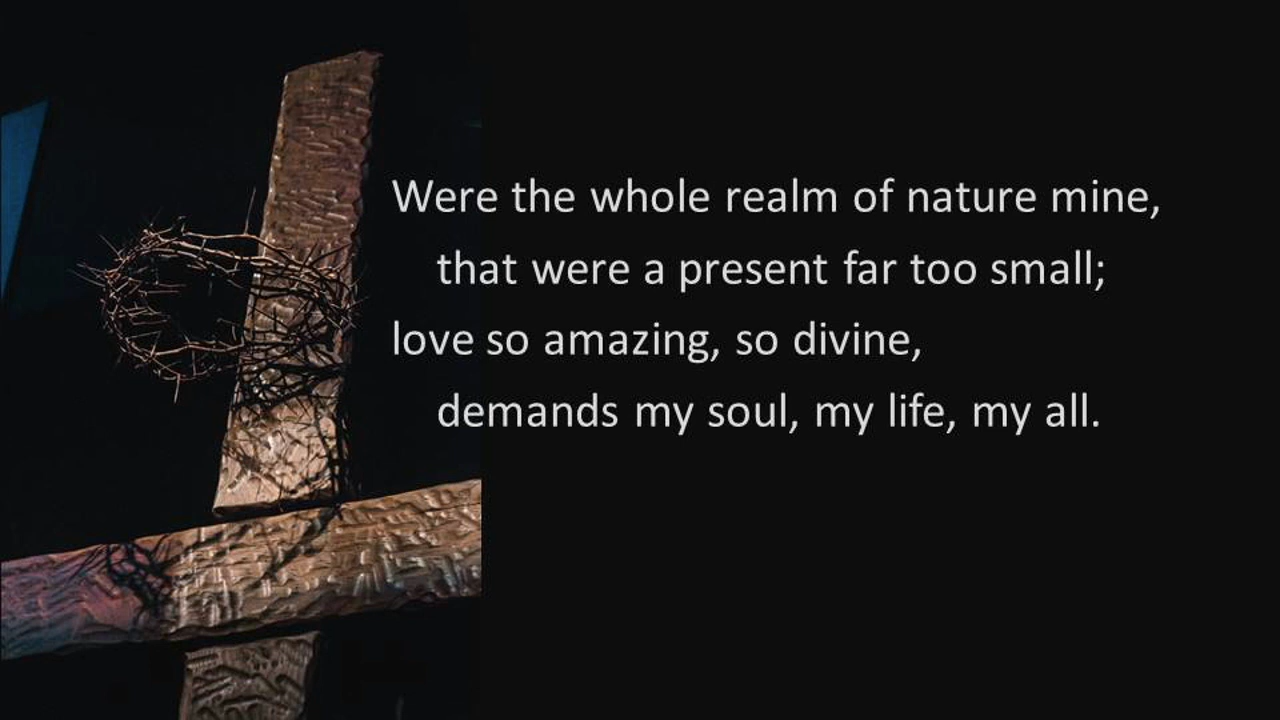 Were the whole realm of nature mine,
that were a present far too small;
love so amazing, so divine,
demands my soul, my life, my all.